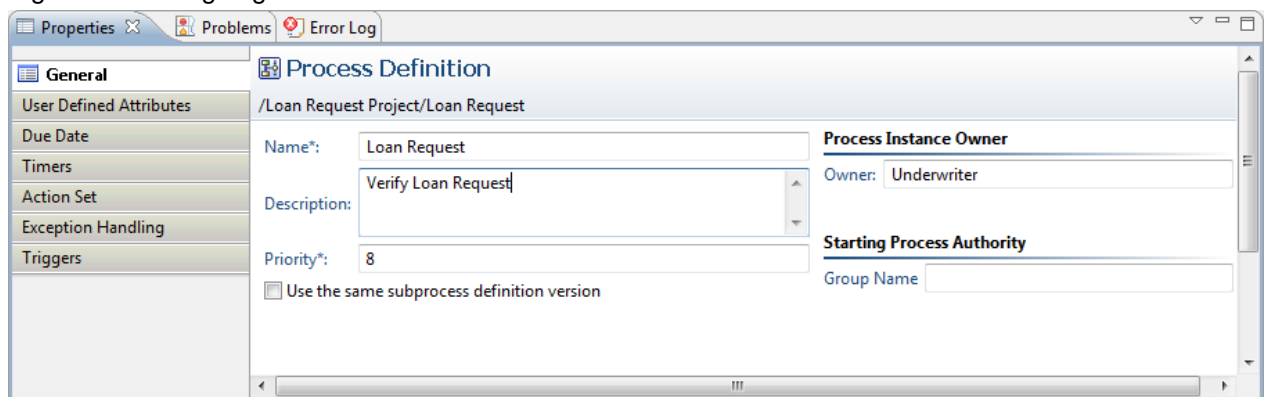 Properties Problems Error Log
General
User Defined Attributes
Due Date
Timers
Action Set
Exception Handling
Triggers
Process Definition
/Loan Request Project/Loan Request
Name*: Loan Request
Description: Verify Loan Request
Priority*: 8
Use the same subprocess definition version
Process Instance Owner
Owner: Underwriter
Starting Process Authority
Group Name